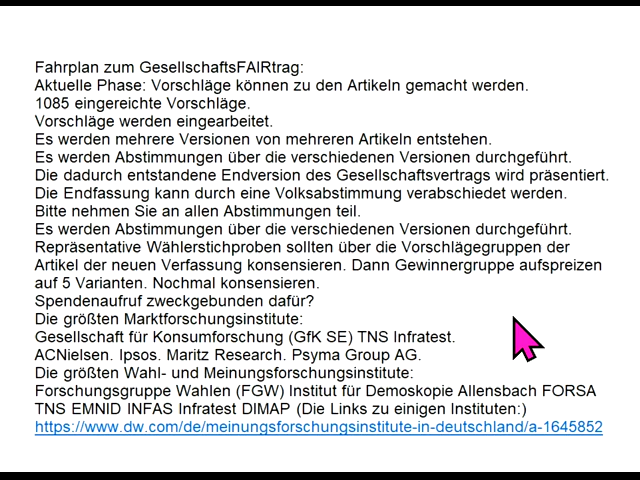 Fahrplan zum GesellschaftsFAIRtrag:
Aktuelle Phase: Vorschläge können zu den Artikeln gemacht werden.
1085 eingereichte Vorschläge.
Vorschläge werden eingearbeitet.
Es werden mehrere Versionen von mehreren Artikeln entstehen.
Es werden Abstimmungen über die verschiedenen Versionen durchgeführt.
Die dadurch entstandene Endversion des Gesellschaftsvertrags wird präsentiert.
Die Endfassung kann durch eine Volksabstimmung verabschiedet werden.
Bitte nehmen Sie an allen Abstimmungen teil.
Es werden Abstimmungen über die verschiedenen Versionen durchgeführt.
Repräsentative Wählerstichproben sollten über die Vorschlägegruppen der
Artikel der neuen Verfassung konsensieren. Dann Gewinnergruppe aufspreizen
auf 5 Varianten. Nochmal konsensieren.
Spendenaufruf zweckgebunden dafür?
Die größten Marktforschungsinstitute:
Gesellschaft für Konsumforschung (GfK SE) TNS Infratest.
ACNielsen. Ipsos. Maritz Research. Psyma Group AG.
Die größten Wahl- und Meinungsforschungsinstitute:
Forschungsgruppe Wahlen (FGW) Institut für Demoskopie Allensbach FORSA
TNS EMNID INFAS Infratest DIMAP (Die Links zu einigen Instituten:)
https://www.dw.com/de/meinungsforschungsinstitute-in-deutschland/a-1645852